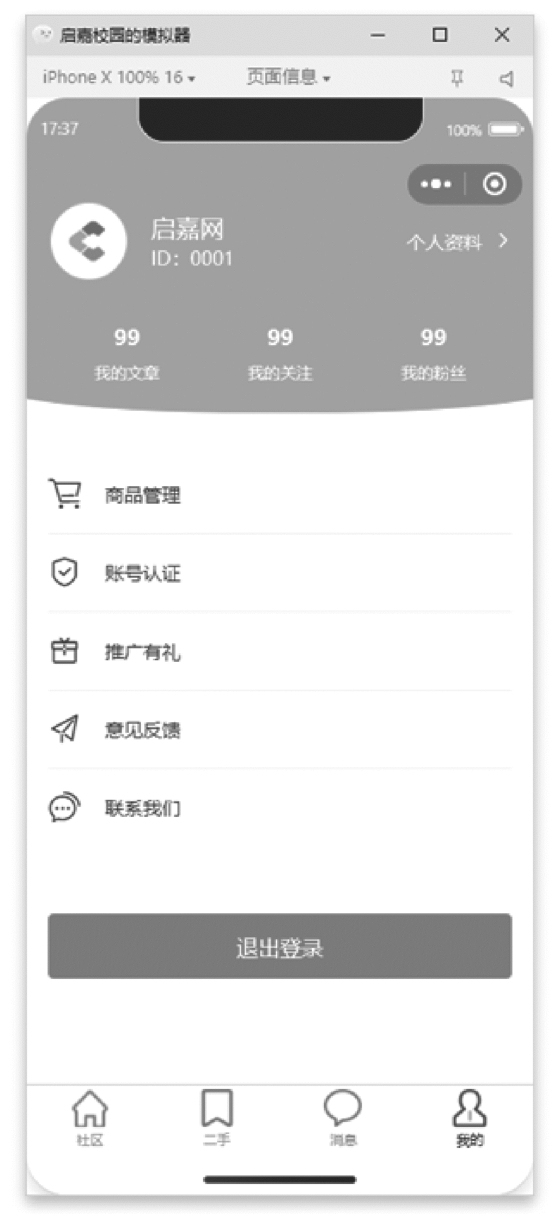 启嘉校园的模拟器
iPhone X 100% 16 页面信息
17:37 100%
启嘉网
ID：0001
个人资料
99 99 99
我的文章 我的关注 我的粉丝
商品管理
账号认证
推广有礼
意见反馈
联系我们
退出登录
社区 二手 消息 我的